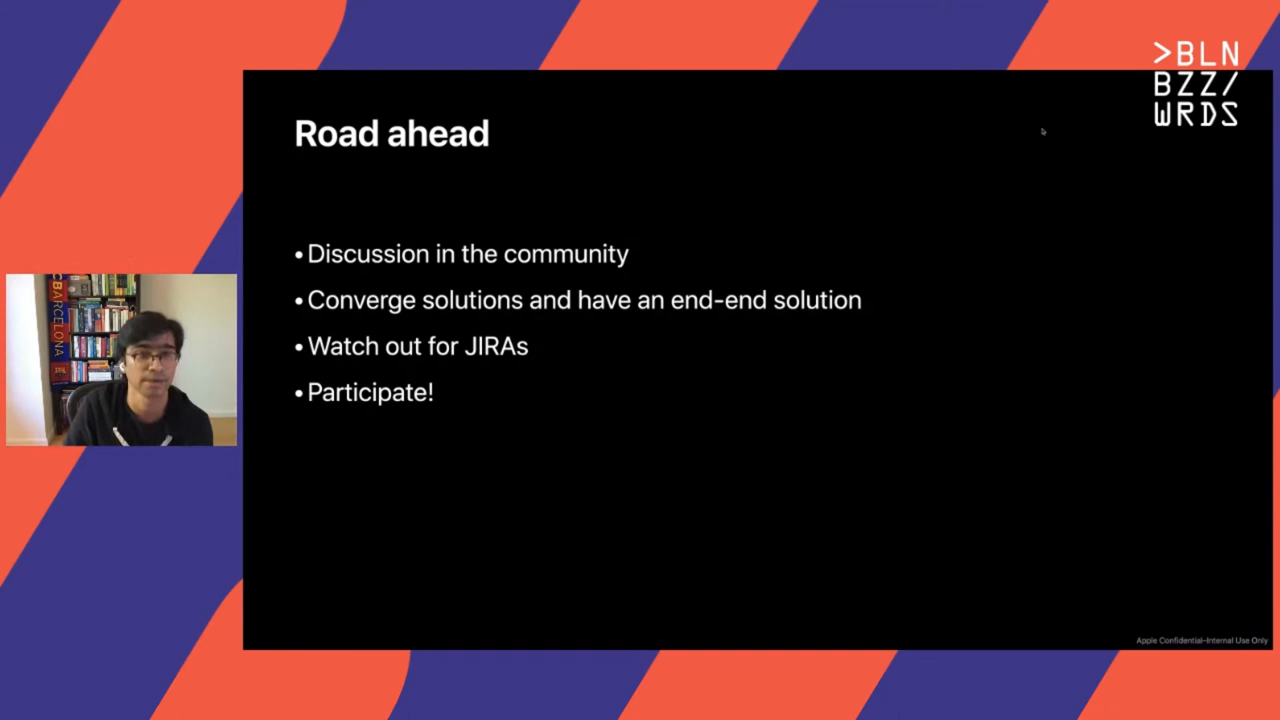 >BLN
BZZ/
WRDS
Road ahead
• Discussion in the community
• Converge solutions and have an end-end solution
• Watch out for JIRAs
• Participate!
BARCELONA
Apple Confidential–Internal Use Only